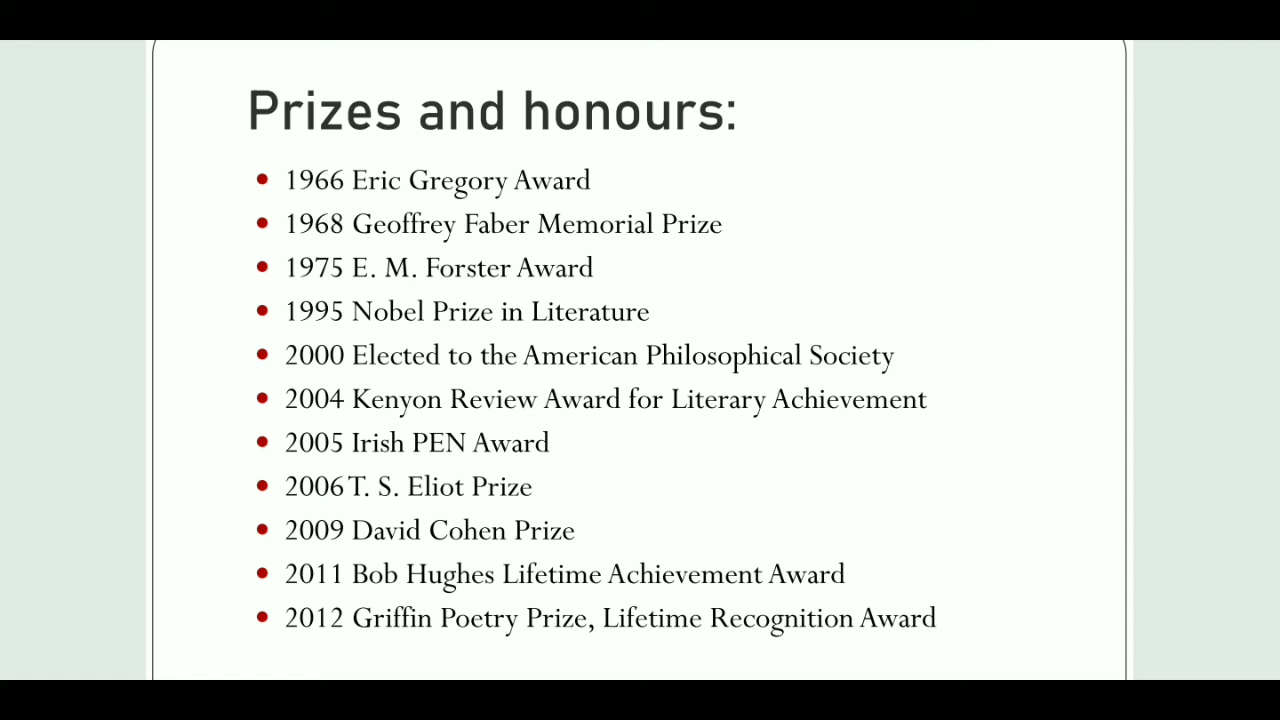 Prizes and honours:
• 1966 Eric Gregory Award
• 1968 Geoffrey Faber Memorial Prize
• 1975 E. M. Forster Award
• 1995 Nobel Prize in Literature
• 2000 Elected to the American Philosophical Society
• 2004 Kenyon Review Award for Literary Achievement
• 2005 Irish PEN Award
• 2006 T. S. Eliot Prize
• 2009 David Cohen Prize
• 2011 Bob Hughes Lifetime Achievement Award
• 2012 Griffin Poetry Prize, Lifetime Recognition Award